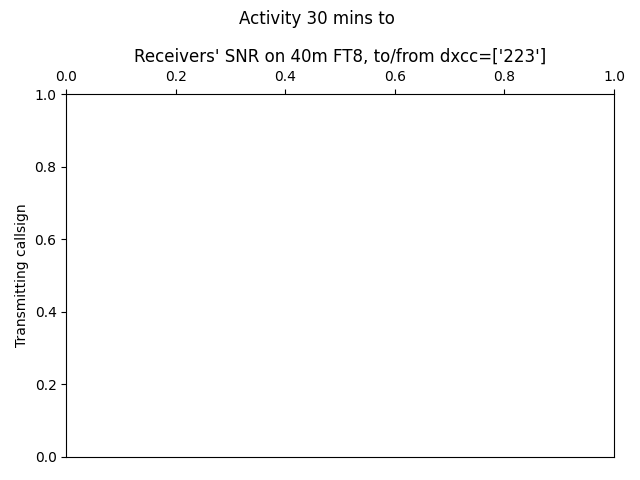 Activity 30 mins to
Receivers' SNR on 40m FT8, to/from dxcc=['223']
0.0 0.2 0.4 0.6 0.8 1.0
1.0
0.8
0.6
0.4
0.2
0.0
Transmitting callsign